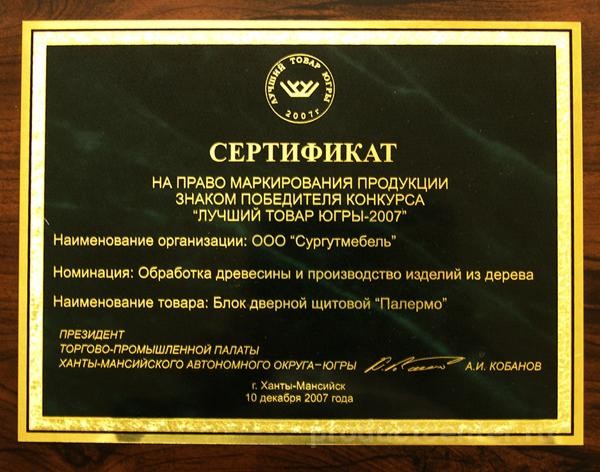 ЛУЧШИЙ ТОВАР ЮГРЫ
2007г
СЕРТИФИКАТ
НА ПРАВО МАРКИРОВАНИЯ ПРОДУКЦИИ
ЗНАКОМ ПОБЕДИТЕЛЯ КОНКУРСА
"ЛУЧШИЙ ТОВАР ЮГРЫ-2007"
Наименование организации: ООО "Сургутмебель"
Номинация: Обработка древесины и производство изделий из дерева
Наименование товара: Блок дверной щитовой "Палермо"
ПРЕЗИДЕНТ
ТОРГОВО-ПРОМЫШЛЕННОЙ ПАЛАТЫ
ХАНТЫ-МАНСИЙСКОГО АВТОНОМНОГО ОКРУГА–ЮГРЫ А.И. КОБАНОВ
г. Ханты-Мансийск
10 декабря 2007 года